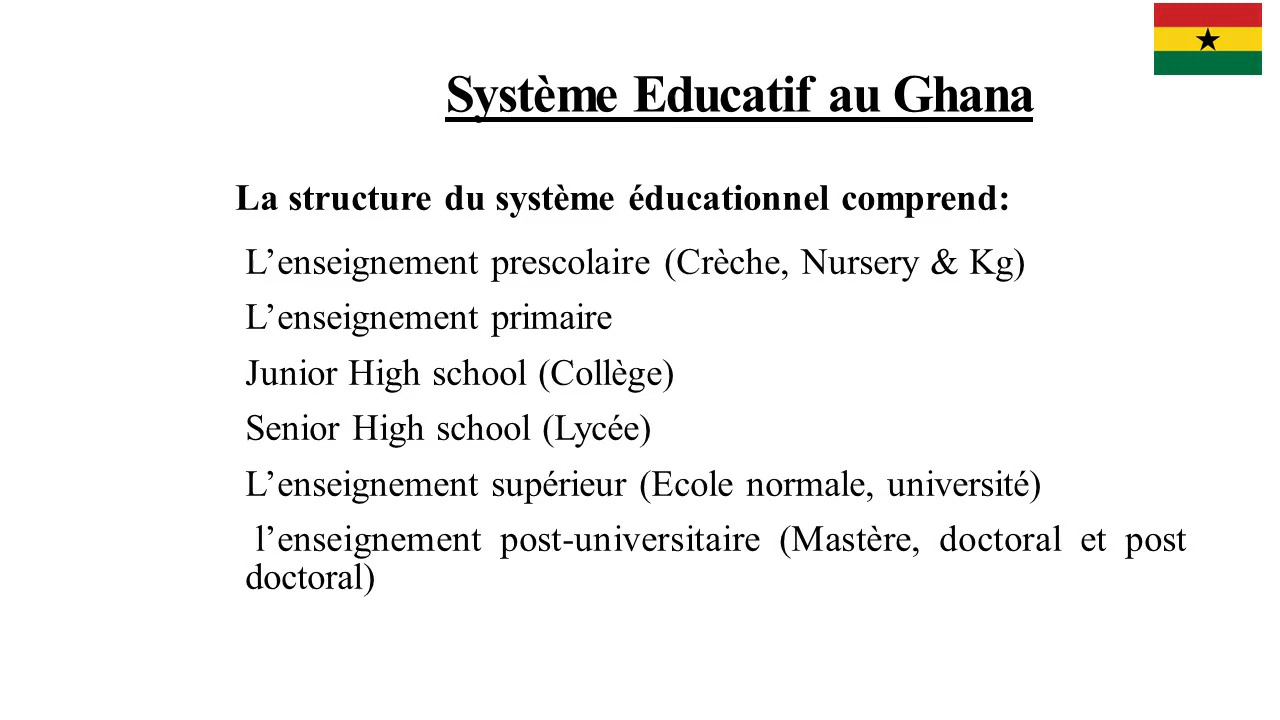 Système Educatif au Ghana
La structure du système éducationnel comprend:
L’enseignement prescolaire (Crèche, Nursery & Kg)
L’enseignement primaire
Junior High school (Collège)
Senior High school (Lycée)
L’enseignement supérieur (Ecole normale, université)
l’enseignement post-universitaire (Mastère, doctoral et post
doctoral)